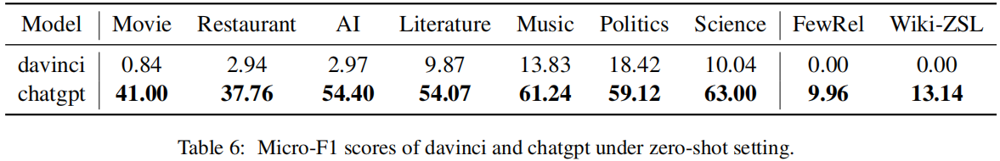 Model Movie Restaurant AI Literature Music Politics Science FewRel Wiki-ZSL
davinci 0.84 2.94 2.97 9.87 13.83 18.42 10.04 0.00 0.00
chatgpt 41.00 37.76 54.40 54.07 61.24 59.12 63.00 9.96 13.14
Table 6: Micro-F1 scores of davinci and chatgpt under zero-shot setting.